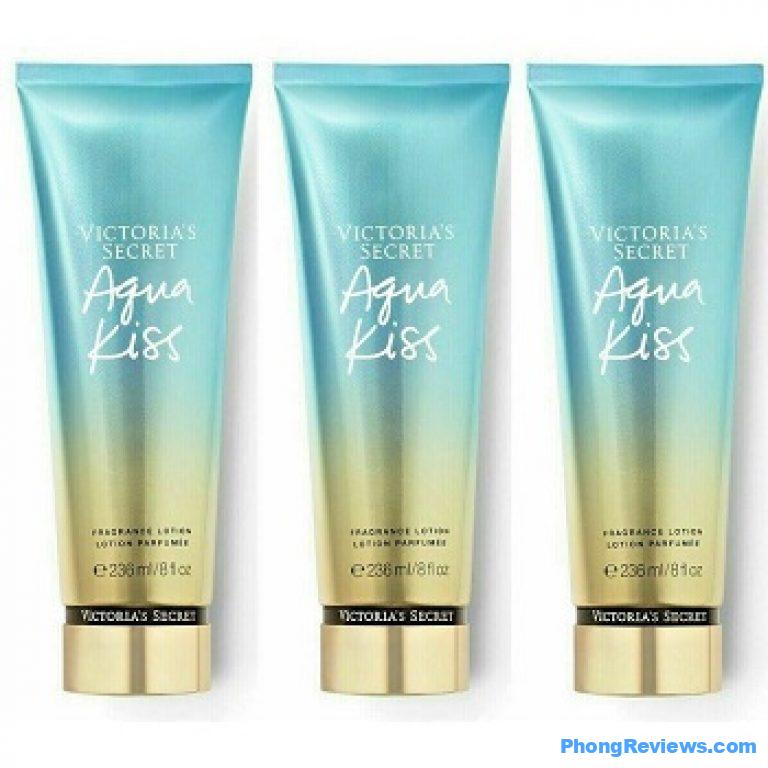 VICTORIA'S
SECRET
Aqua
Kiss
FRAGRANCE LOTION
LOTION PARFUMÉE
℮ 236 ml/8 fl oz
VICTORIA'S SECRET
VICTORIA'S
SECRET
Aqua
Kiss
FRAGRANCE LOTION
LOTION PARFUMÉE
℮ 236 ml/8 fl oz
VICTORIA'S SECRET
VICTORIA'S
SECRET
Aqua
Kiss
FRAGRANCE LOTION
LOTION PARFUMÉE
℮ 236 ml/8 fl oz
VICTORIA'S SECRET
PhongReviews.com